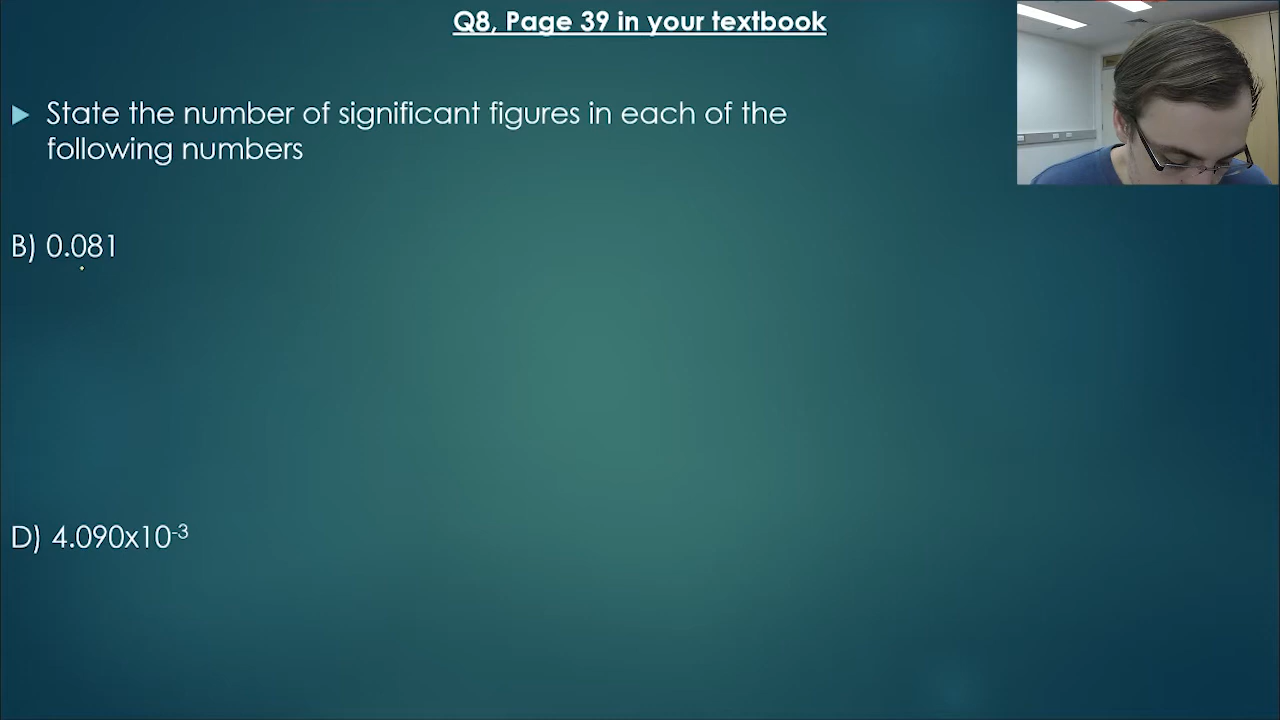 Q8, Page 39 in your textbook
State the number of significant figures in each of the
following numbers
B) 0.081
D) 4.090x10⁻³